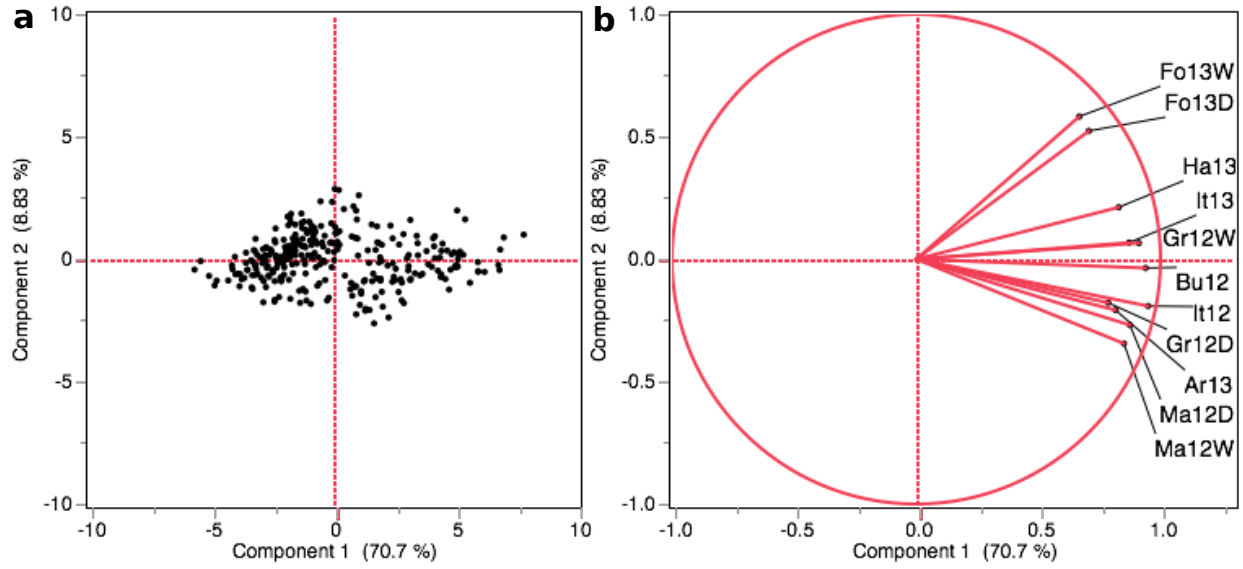 a
10
5
0
-5
-10
Component 2 (8.83 %)
-10
-5
0
5
10
Component 1 (70.7 %)
b
1.0
0.5
0.0
-0.5
-1.0
Component 2 (8.83 %)
-1.0
-0.5
0.0
0.5
1.0
Component 1 (70.7 %)
Fo13W
Fo13D
Ha13
It13
Gr12W
Bu12
It12
Gr12D
Ar13
Ma12D
Ma12W